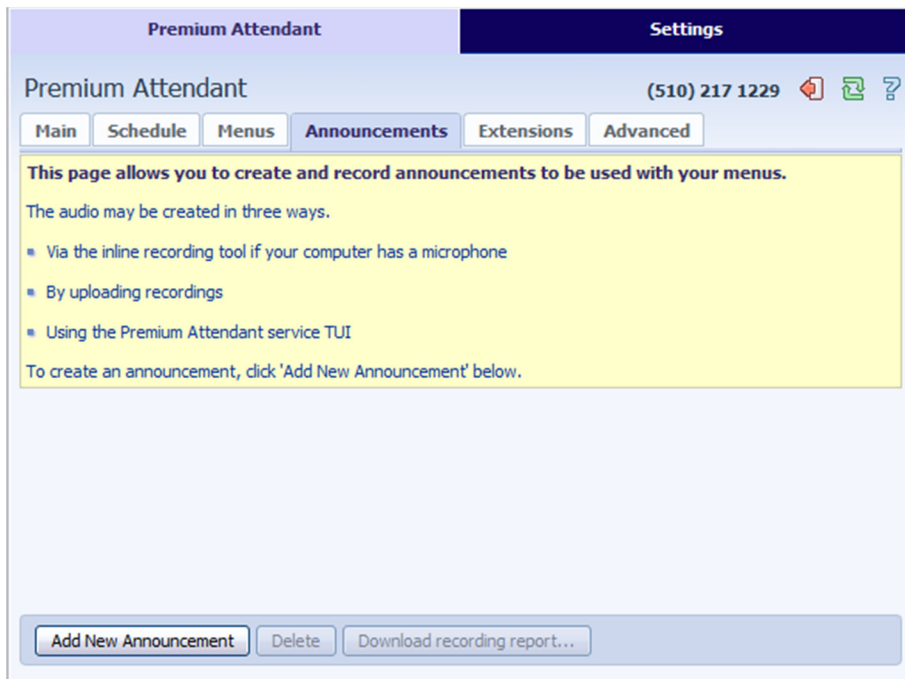 Premium Attendant Settings
Premium Attendant (510) 217 1229
Main Schedule Menus Announcements Extensions Advanced
This page allows you to create and record announcements to be used with your menus.
The audio may be created in three ways.
Via the inline recording tool if your computer has a microphone
By uploading recordings
Using the Premium Attendant service TUI
To create an announcement, click 'Add New Announcement' below.
Add New Announcement Delete Download recording report...